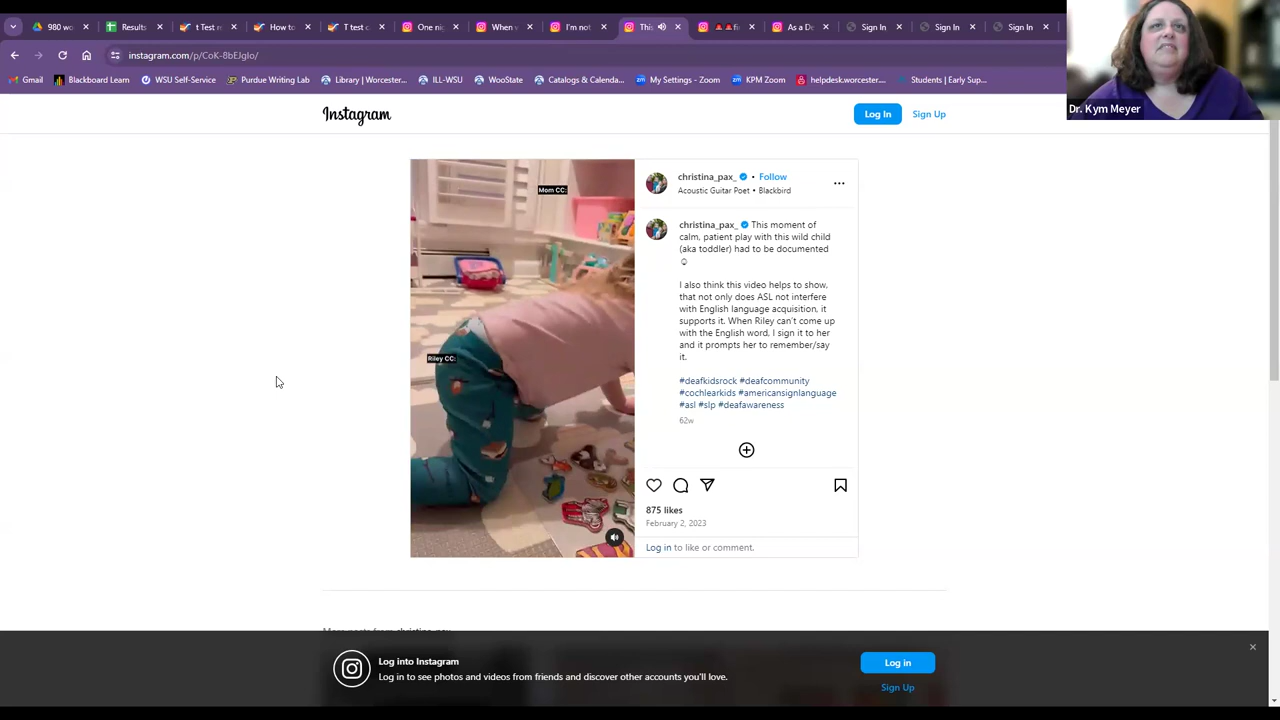 980 wo
Results
t Test re
How to
T test c
One nig
When y
I'm not
This
fir
As a De
Sign In
Sign In
Sign In
instagram.com/p/CoK-8bEJgIo/
Gmail
Blackboard Learn
WSU Self-Service
Purdue Writing Lab
Library | Worcester...
ILL-WSU
WooState
Catalogs & Calenda...
My Settings - Zoom
KPM Zoom
helpdesk.worcester....
Students | Early Sup...
Dr. Kym Meyer
Instagram
Log In
Sign Up
Mom CC:
Riley CC:
christina_pax_ • Follow
Acoustic Guitar Poet • Blackbird
christina_pax_ This moment of
calm, patient play with this wild child
(aka toddler) had to be documented
I also think this video helps to show,
that not only does ASL not interfere
with English language acquisition, it
supports it. When Riley can't come up
with the English word, I sign it to her
and it prompts her to remember/say
it.
#deafkidsrock #deafcommunity
#cochlearkids #americansignlanguage
#asl #slp #deafawareness
62w
875 likes
February 2, 2023
Log in to like or comment.
More posts from christina_pax_
Log into Instagram
Log in to see photos and videos from friends and discover other accounts you'll love.
Log in
Sign Up